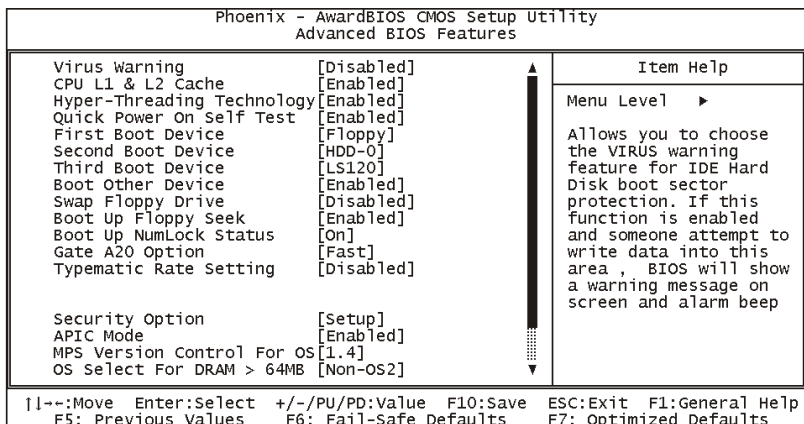 Phoenix - AwardBIOS CMOS Setup Utility
Advanced BIOS Features
Virus Warning [Disabled]
CPU L1 & L2 Cache [Enabled]
Hyper-Threading Technology[Enabled]
Quick Power On Self Test [Enabled]
First Boot Device [Floppy]
Second Boot Device [HDD-0]
Third Boot Device [LS120]
Boot Other Device [Enabled]
Swap Floppy Drive [Disabled]
Boot Up Floppy Seek [Enabled]
Boot Up NumLock Status [On]
Gate A20 Option [Fast]
Typematic Rate Setting [Disabled]
Security Option [Setup]
APIC Mode [Enabled]
MPS Version Control For OS[1.4]
OS Select For DRAM > 64MB [Non-OS2]
Item Help
Menu Level ▶
Allows you to choose
the VIRUS warning
feature for IDE Hard
Disk boot sector
protection. If this
function is enabled
and someone attempt to
write data into this
area , BIOS will show
a warning message on
screen and alarm beep
↑↓→←:Move Enter:Select +/-/PU/PD:Value F10:Save ESC:Exit F1:General Help
F5: Previous Values F6: Fail-Safe Defaults F7: Optimized Defaults